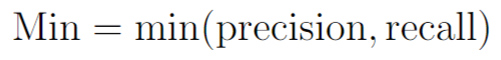 Min = min(precision, recall)